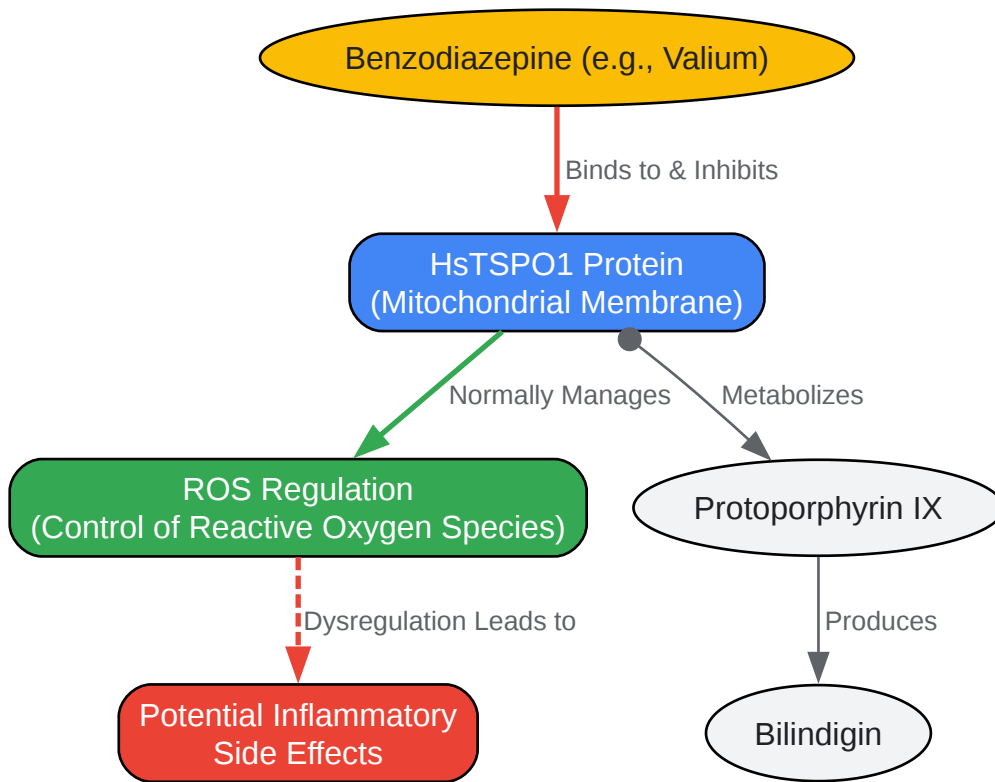 Benzodiazepine (e.g., Valium)
Binds to & Inhibits
HsTSPO1 Protein
(Mitochondrial Membrane)
Normally Manages
Metabolizes
ROS Regulation
(Control of Reactive Oxygen Species)
Protoporphyrin IX
Dysregulation Leads to
Produces
Potential Inflammatory
Side Effects
Bilindigin